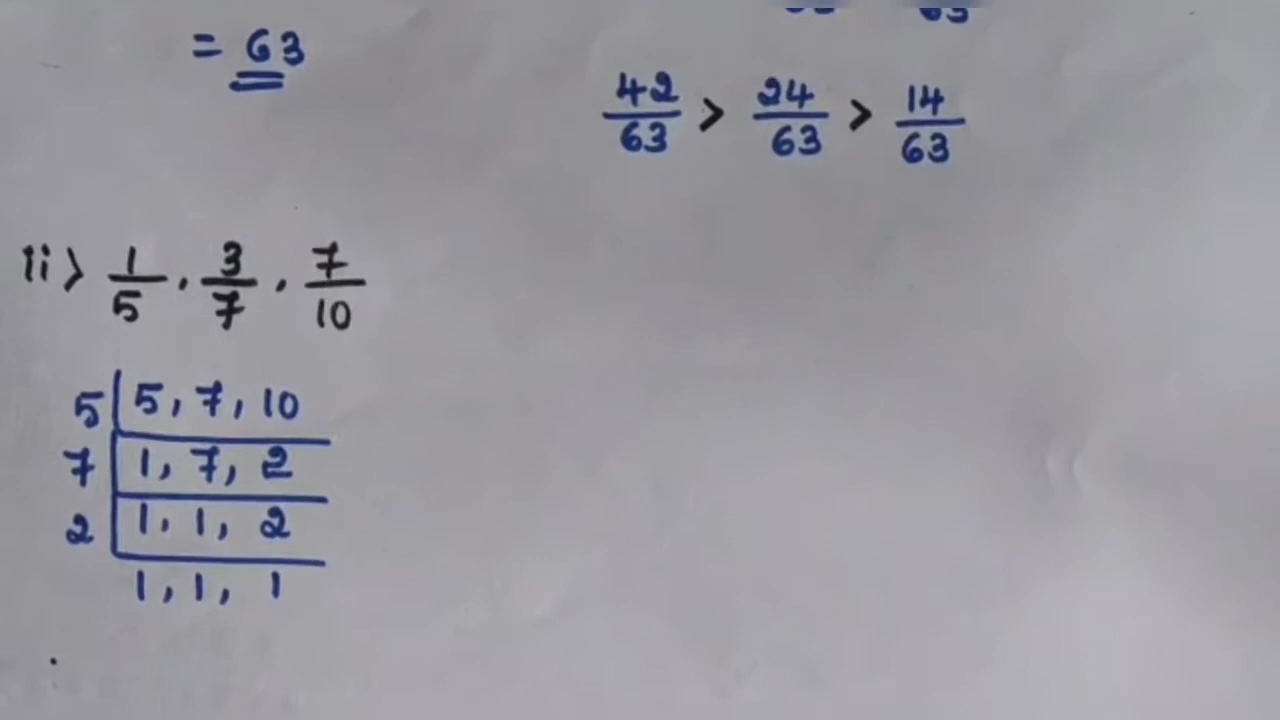 = 63
42/63 > 24/63 > 14/63
ii> 1/5, 3/7, 7/10
5 | 5, 7, 10
7 | 1, 7, 2
2 | 1, 1, 2
1, 1, 1